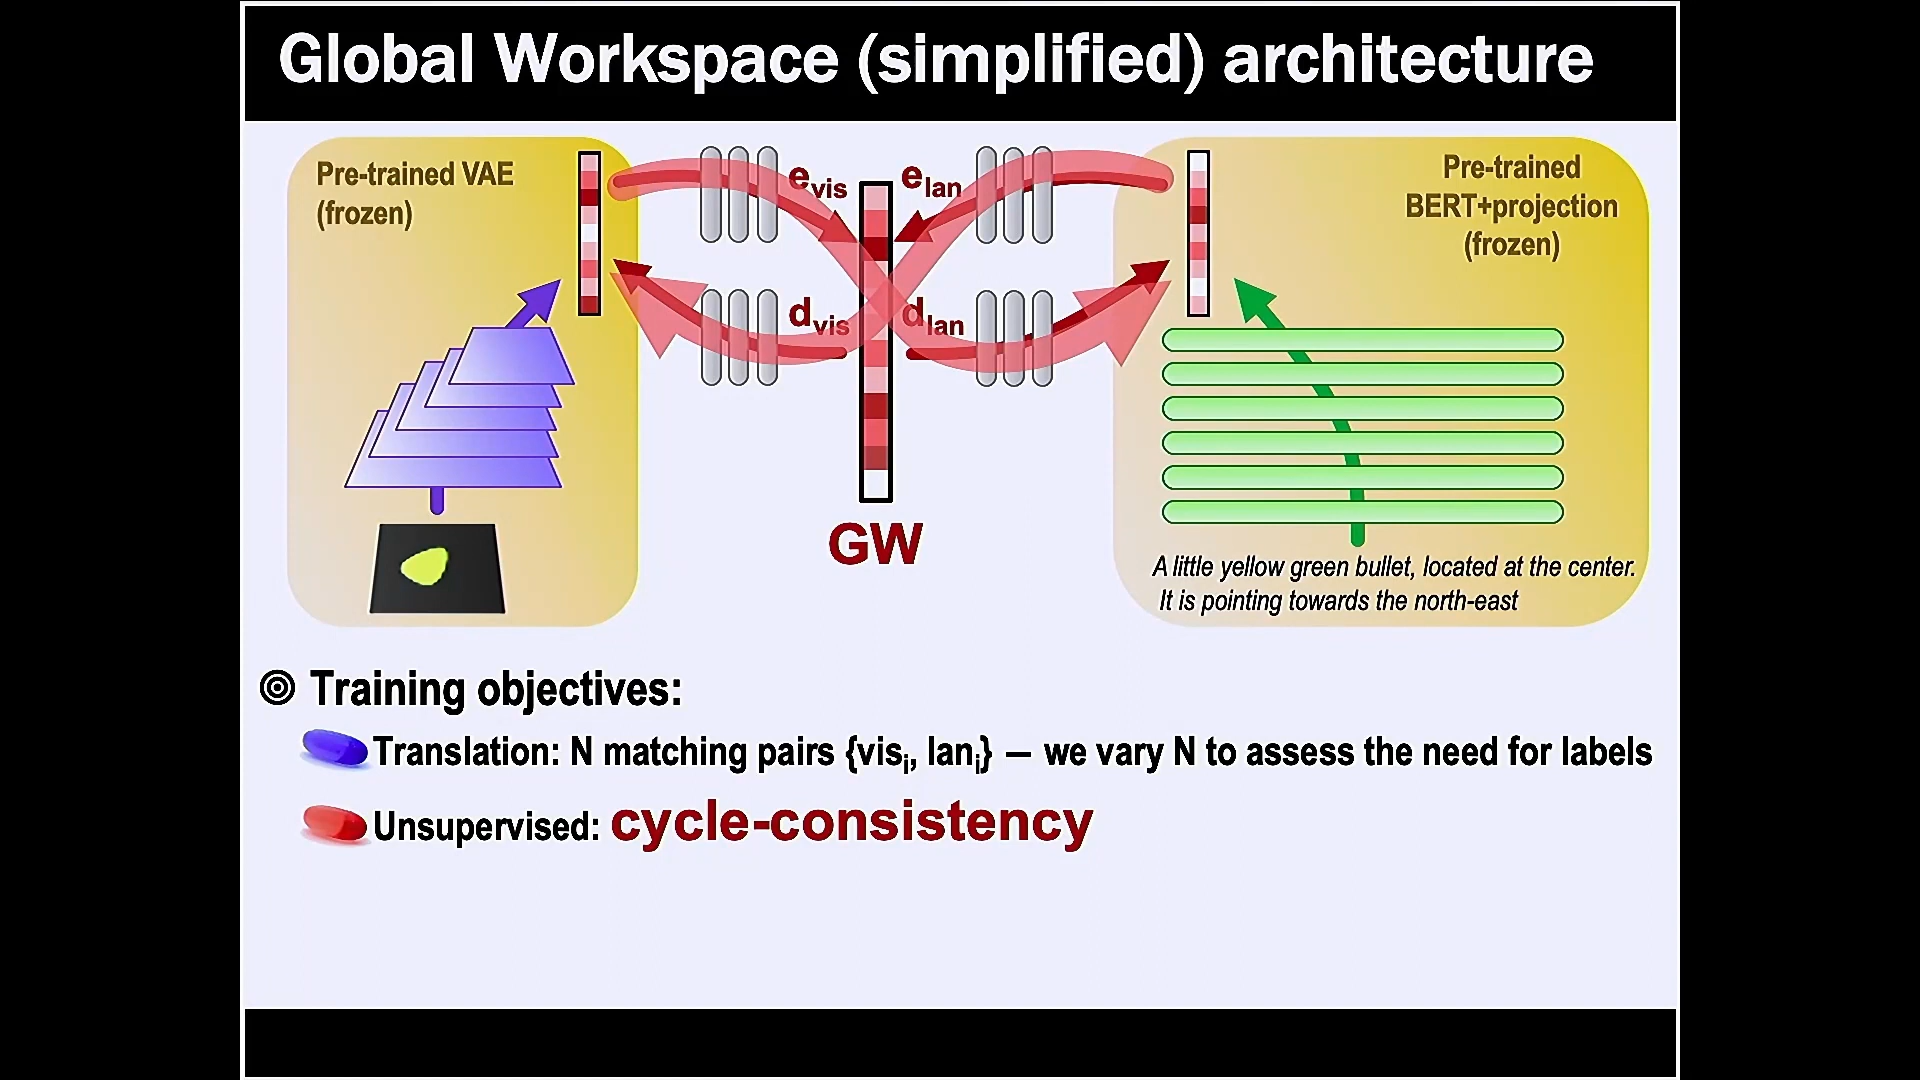 Global Workspace (simplified) architecture
Pre-trained VAE
(frozen)
e_vis
e_lan
d_vis
d_lan
GW
Pre-trained
BERT+projection
(frozen)
A little yellow green bullet, located at the center.
It is pointing towards the north-east
Training objectives:
Translation: N matching pairs {vis_i, lan_i} — we vary N to assess the need for labels
Unsupervised: cycle-consistency